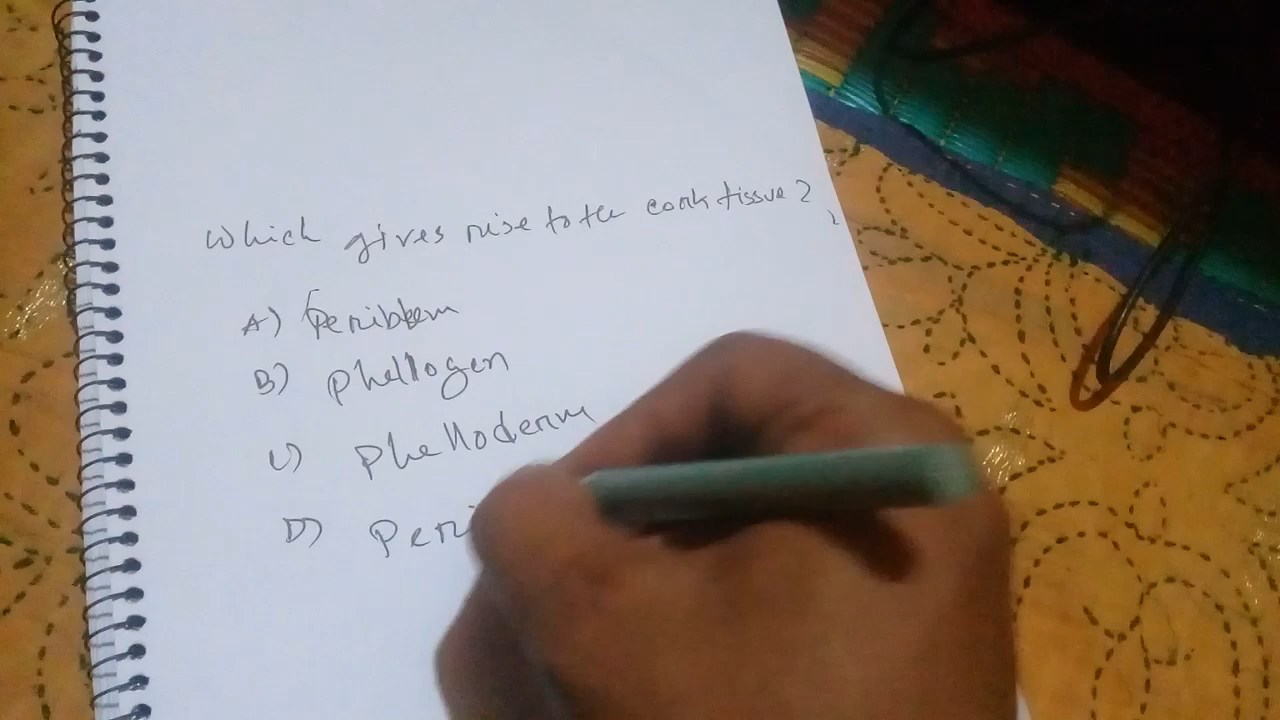 Which gives rise to the cork tissue?
A) Periblem
B) Phellogen
C) Phelloderm
D) Peri